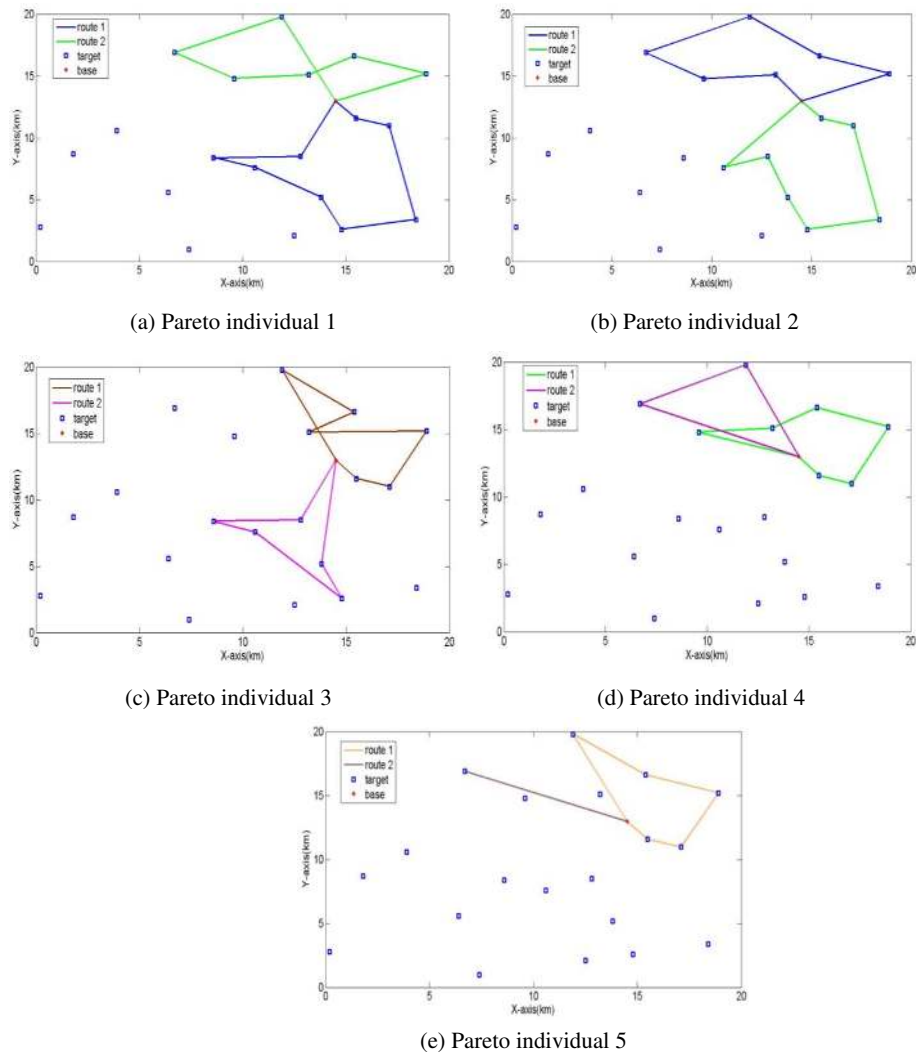 route 1
route 2
target
base
20
15
10
5
0
Y-axis(km)
0
5
10
15
20
X-axis(km)
(a) Pareto individual 1
route 1
route 2
target
base
20
15
10
5
0
Y-axis(km)
0
5
10
15
20
X-axis(km)
(b) Pareto individual 2
route 1
route 2
target
base
20
15
10
5
0
Y-axis(km)
0
5
10
15
20
X-axis(km)
(c) Pareto individual 3
route 1
route 2
target
base
20
15
10
5
0
Y-axis(km)
0
5
10
15
20
X-axis(km)
(d) Pareto individual 4
route 1
route 2
target
base
20
15
10
5
0
Y-axis(km)
0
5
10
15
20
X-axis(km)
(e) Pareto individual 5